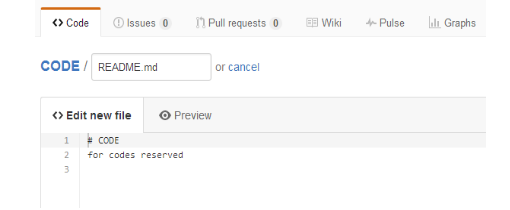 <> Code Issues 0 Pull requests 0 Wiki Pulse Graphs
CODE / README.md or cancel
<> Edit new file Preview
1 # CODE
2 for codes reserved
3